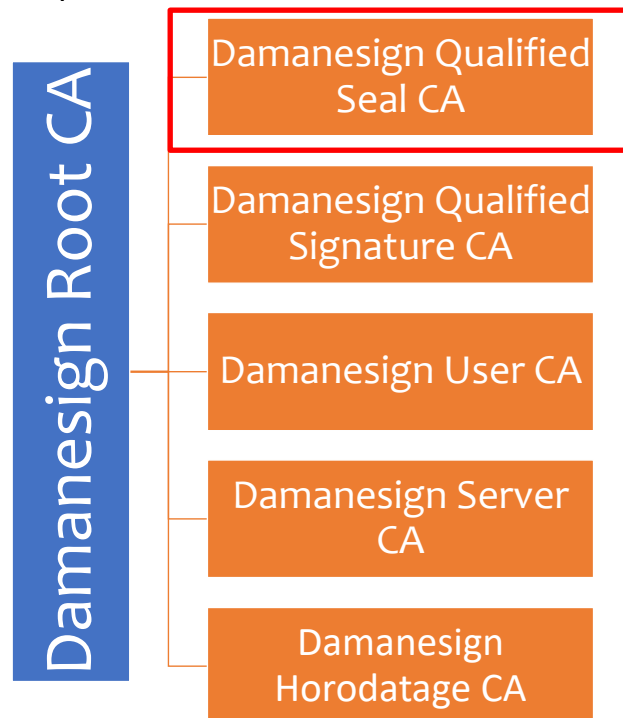 Damanesign Root CA
Damanesign Qualified
Seal CA
Damanesign Qualified
Signature CA
Damanesign User CA
Damanesign Server
CA
Damanesign
Horodatage CA